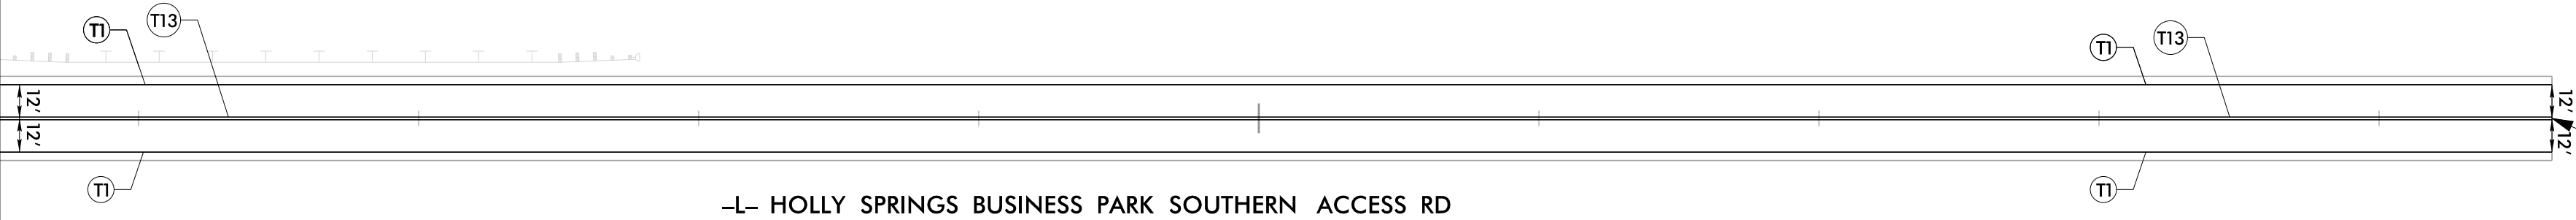 T1 T13 T1 T13
12' 12'
12' 12'
T1 T1
-L- HOLLY SPRINGS BUSINESS PARK SOUTHERN ACCESS RD